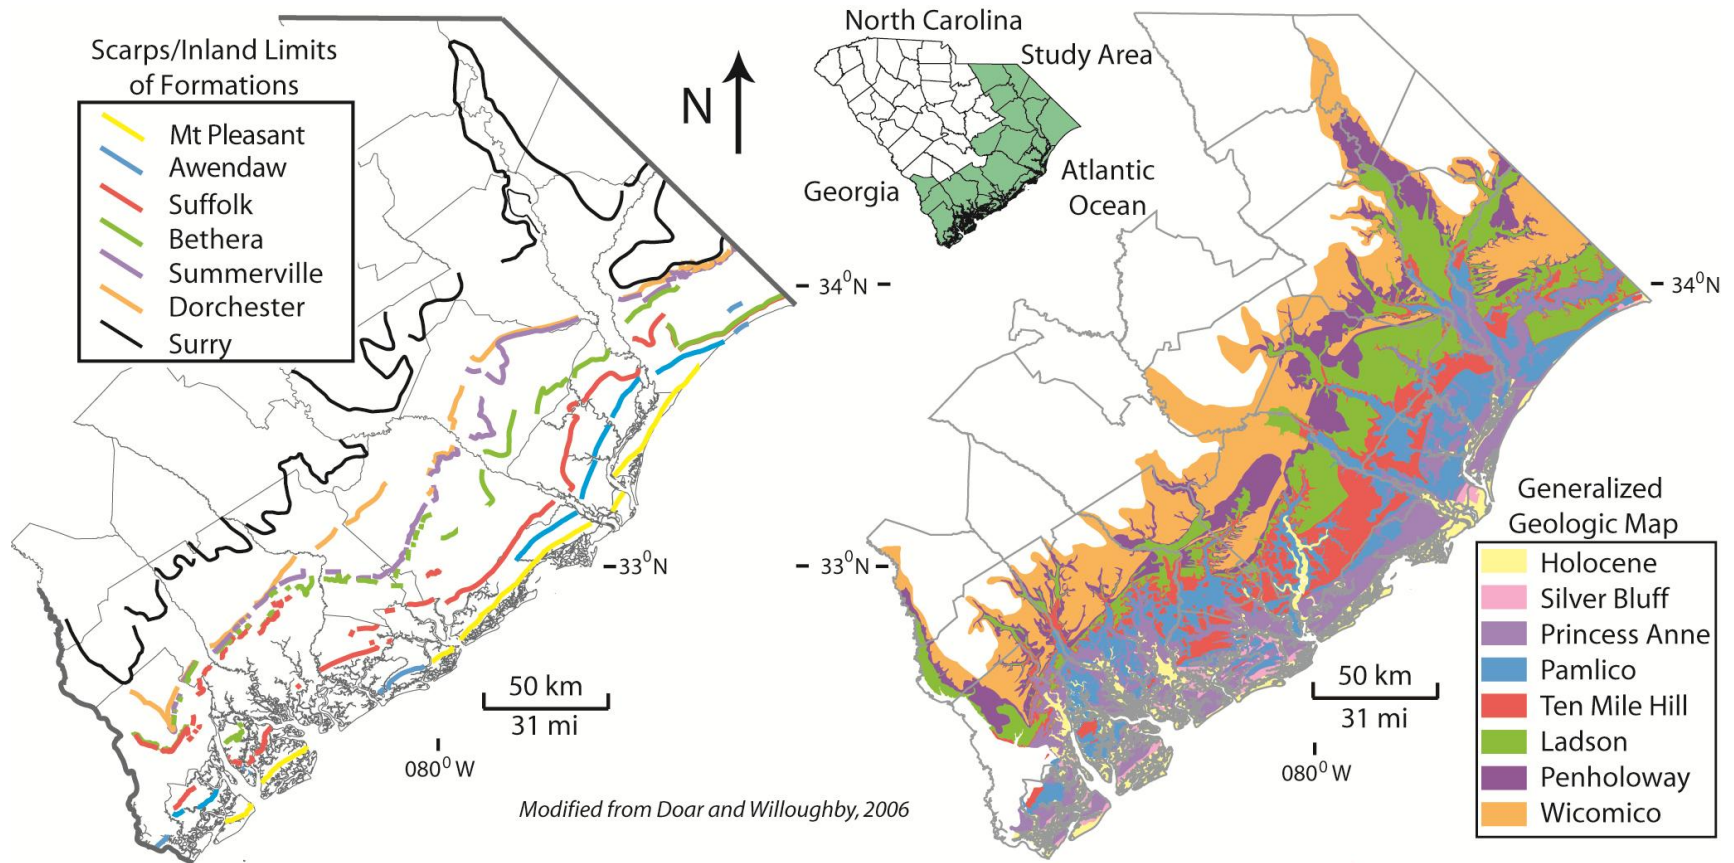 Scarps/Inland Limits
of Formations
Mt Pleasant
Awendaw
Suffolk
Bethera
Summerville
Dorchester
Surry
N
North Carolina
Study Area
Georgia
Atlantic
Ocean
34⁰N
33⁰N
50 km
31 mi
080⁰ W
Modified from Doar and Willoughby, 2006
34⁰N
33⁰N
50 km
31 mi
080⁰ W
Generalized
Geologic Map
Holocene
Silver Bluff
Princess Anne
Pamlico
Ten Mile Hill
Ladson
Penholoway
Wicomico